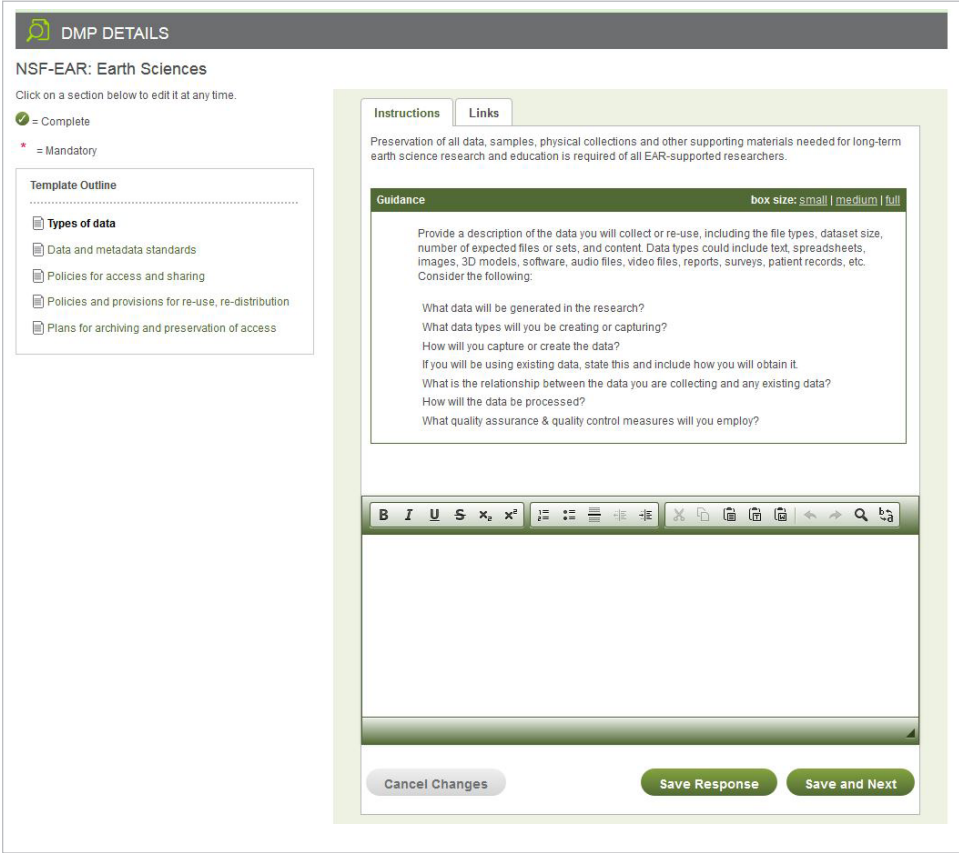 DMP DETAILS
NSF-EAR: Earth Sciences
Click on a section below to edit it at any time.
= Complete
* = Mandatory
Template Outline
Types of data
Data and metadata standards
Policies for access and sharing
Policies and provisions for re-use, re-distribution
Plans for archiving and preservation of access
Instructions
Links
Preservation of all data, samples, physical collections and other supporting materials needed for long-term
earth science research and education is required of all EAR-supported researchers.
Guidance
box size: small | medium | full
Provide a description of the data you will collect or re-use, including the file types, dataset size,
number of expected files or sets, and content. Data types could include text, spreadsheets,
images, 3D models, software, audio files, video files, reports, surveys, patient records, etc.
Consider the following:
What data will be generated in the research?
What data types will you be creating or capturing?
How will you capture or create the data?
If you will be using existing data, state this and include how you will obtain it.
What is the relationship between the data you are collecting and any existing data?
How will the data be processed?
What quality assurance & quality control measures will you employ?
B I U S x₂ x²
Cancel Changes
Save Response
Save and Next